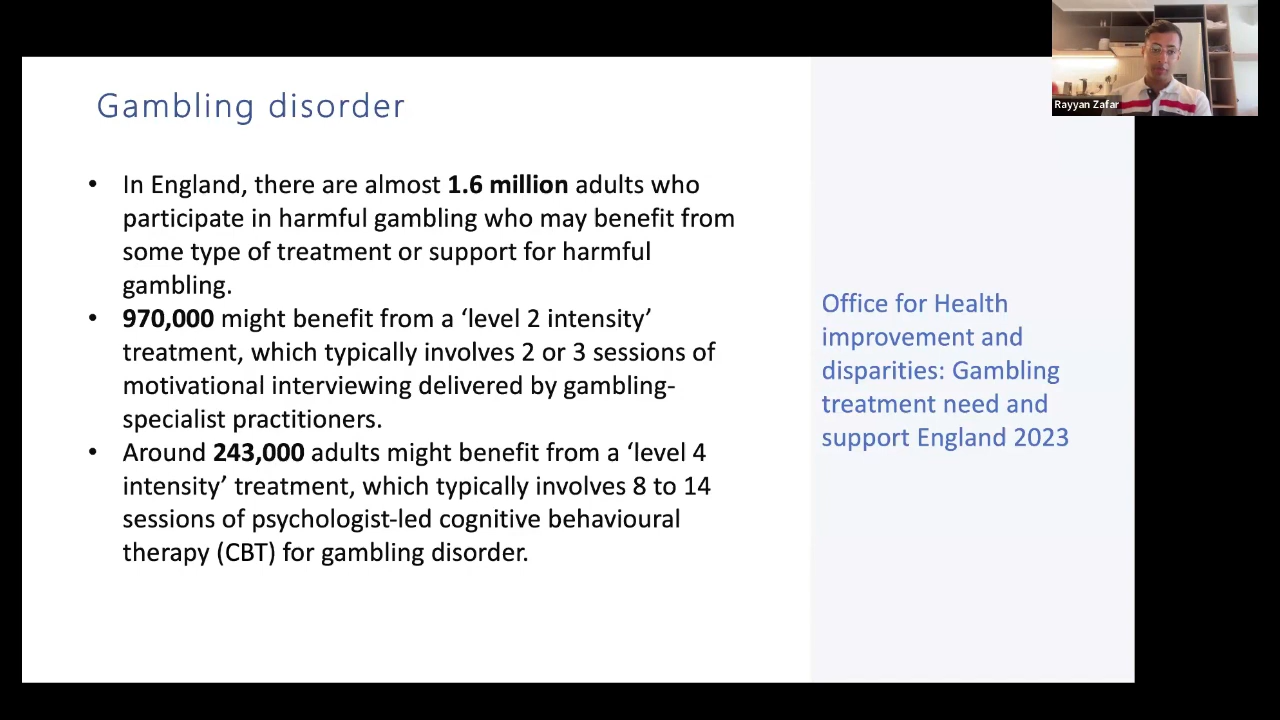 Gambling disorder
• In England, there are almost 1.6 million adults who
participate in harmful gambling who may benefit from
some type of treatment or support for harmful
gambling.
• 970,000 might benefit from a ‘level 2 intensity’
treatment, which typically involves 2 or 3 sessions of
motivational interviewing delivered by gambling-
specialist practitioners.
• Around 243,000 adults might benefit from a ‘level 4
intensity’ treatment, which typically involves 8 to 14
sessions of psychologist-led cognitive behavioural
therapy (CBT) for gambling disorder.
Office for Health
improvement and
disparities: Gambling
treatment need and
support England 2023
Rayyan Zafar